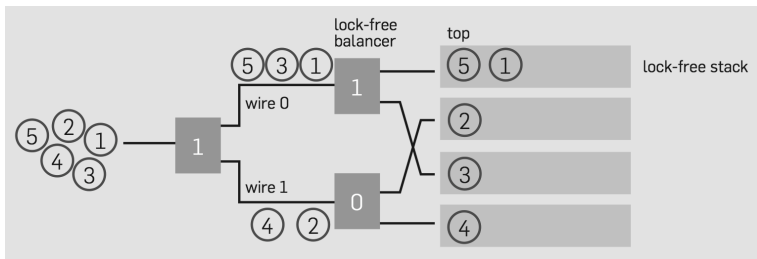 lock-free
balancer
top
5 3 1
5 1
lock-free stack
1
wire 0
5 2 1
4 3
1
2
3
wire 1
0
4 2
4